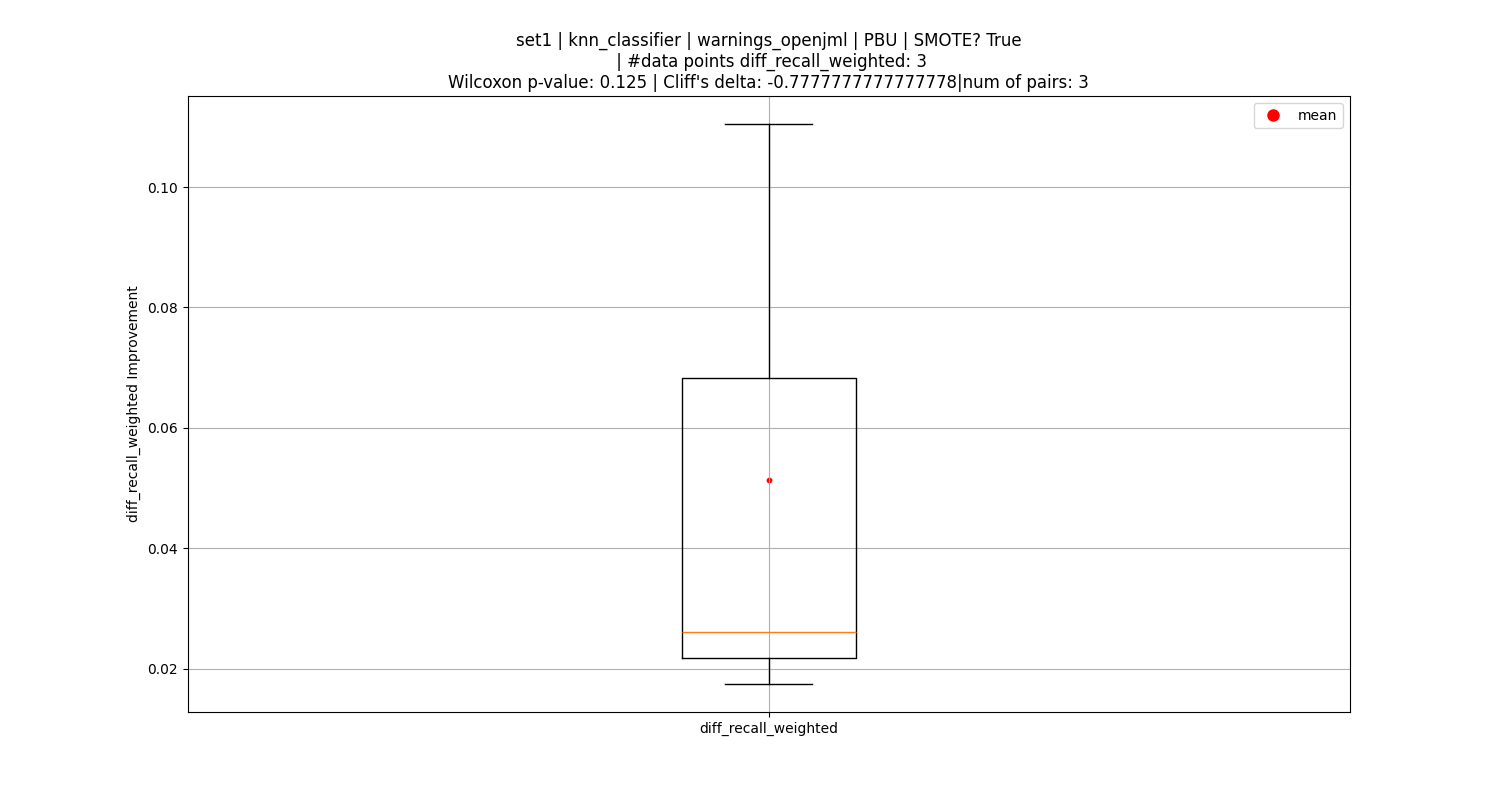 set1 | knn_classifier | warnings_openjml | PBU | SMOTE? True
| #data points diff_recall_weighted: 3
Wilcoxon p-value: 0.125 | Cliff's delta: -0.7777777777777778|num of pairs: 3
mean
0.10
0.08
0.06
0.04
0.02
diff_recall_weighted Improvement
diff_recall_weighted